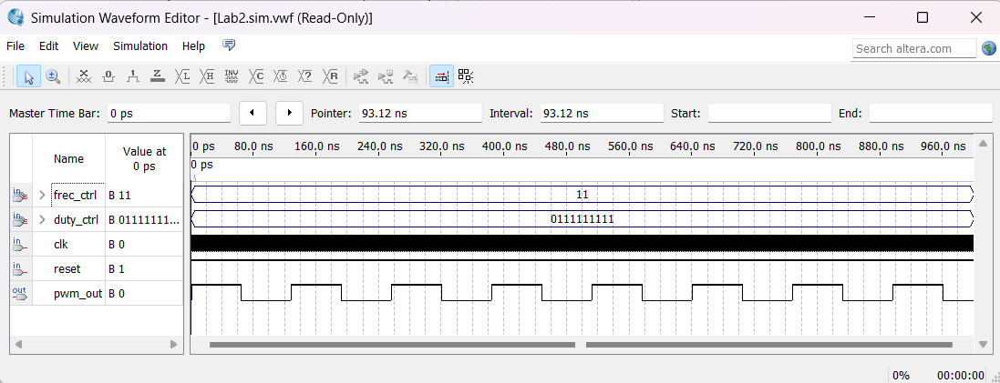 Simulation Waveform Editor - [Lab2.sim.vwf (Read-Only)]
File Edit View Simulation Help
Search altera.com
0 1 Z L H INV C ? R
Master Time Bar: 0 ps Pointer: 93.12 ns Interval: 93.12 ns Start: End:
Name Value at 0 ps
0 ps 80.0 ns 160.0 ns 240.0 ns 320.0 ns 400.0 ns 480.0 ns 560.0 ns 640.0 ns 720.0 ns 800.0 ns 880.0 ns 960.0 ns
0 ps
in > frec_ctrl B 11 11
in > duty_ctrl B 01111111... 0111111111
in clk B 0
in reset B 1
out pwm_out B 0
0% 00:00:00